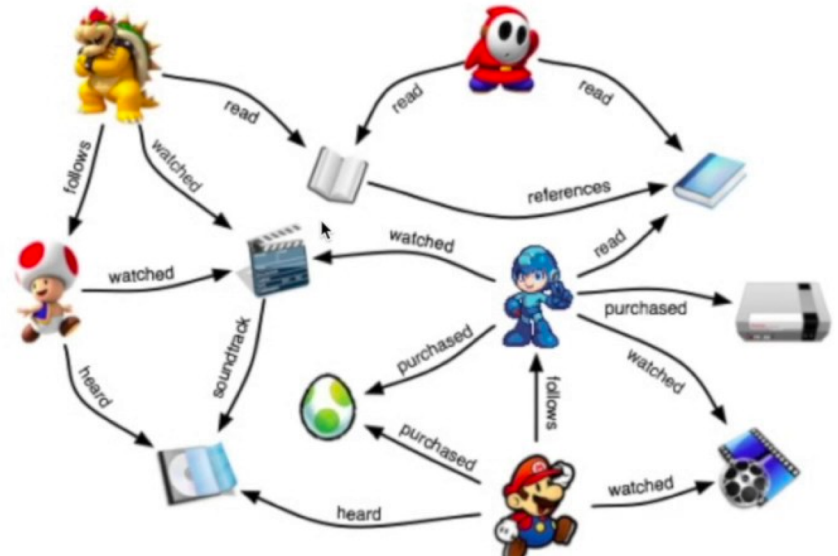 read
read
read
follows
watched
references
watched
read
watched
purchased
soundtrack
purchased
watched
heard
follows
purchased
watched
heard